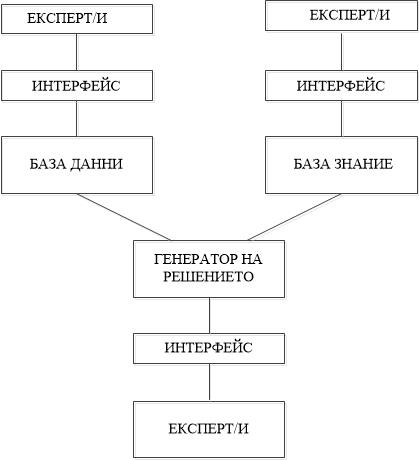 ЕКСПЕРТ/И
ЕКСПЕРТ/И
ИНТЕРФЕЙС
ИНТЕРФЕЙС
БАЗА ДАННИ
БАЗА ЗНАНИЕ
ГЕНЕРАТОР НА
РЕШЕНИЕТО
ИНТЕРФЕЙС
ЕКСПЕРТ/И